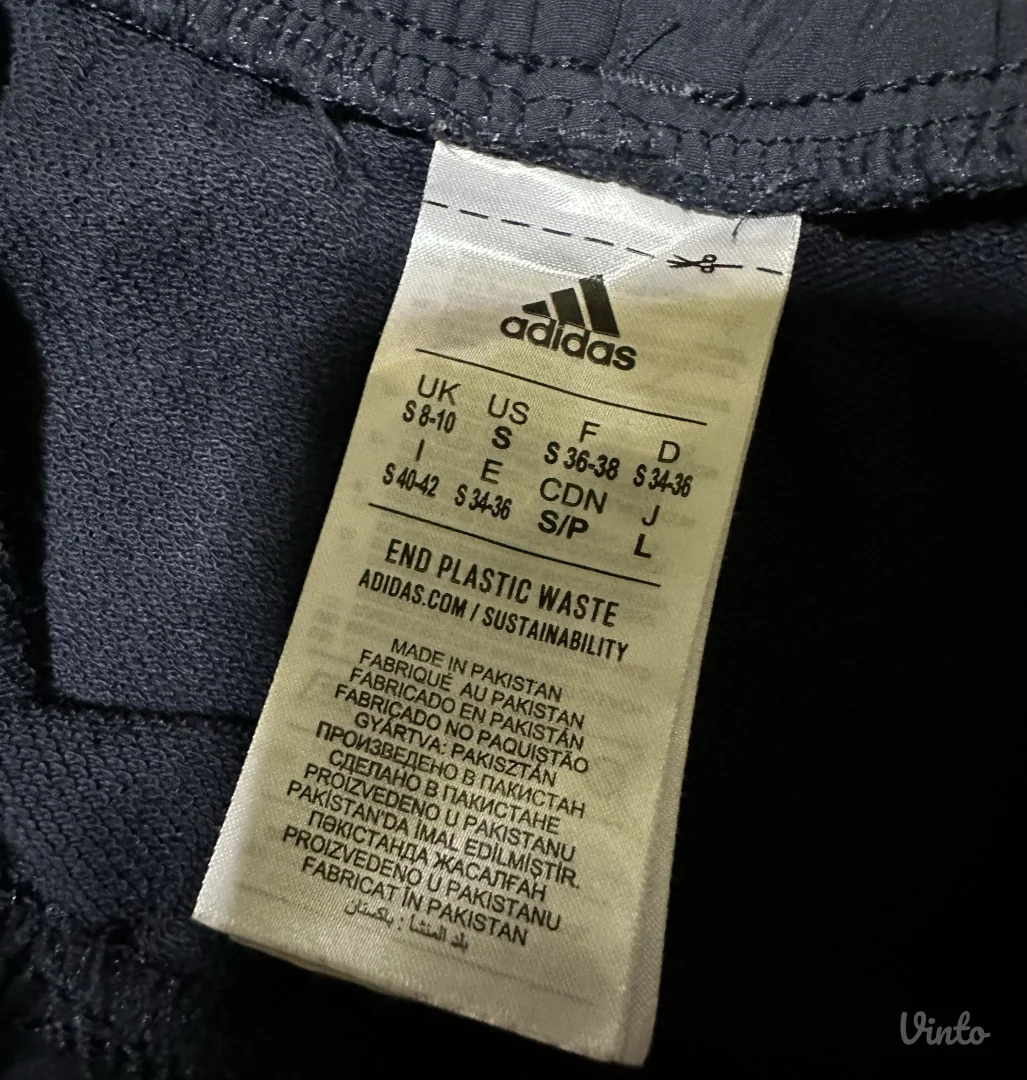 adidas
UK US F D
S 8-10 S S 36-38 S 34-36
I E CDN J
S 40-42 S 34-36 S/P L
END PLASTIC WASTE
ADIDAS.COM / SUSTAINABILITY
MADE IN PAKISTAN
FABRIQUÉ AU PAKISTAN
FABRICADO EN PAKISTÁN
FABRICADO NO PAQUISTÃO
GYÁRTVA: PAKISZTÁN
ПРОИЗВЕДЕНО В ПАКИСТАН
СДЕЛАНО В ПАКИСТАНЕ
PROIZVEDENO U PAKISTANU
PAKİSTAN'DA İMAL EDİLMİŞTİR.
ПӘКІСТАНДА ЖАСАЛҒАН
PROIZVEDENO U PAKISTANU
FABRICAT ÎN PAKISTAN
بلد المنشأ : باكستان
Vinto